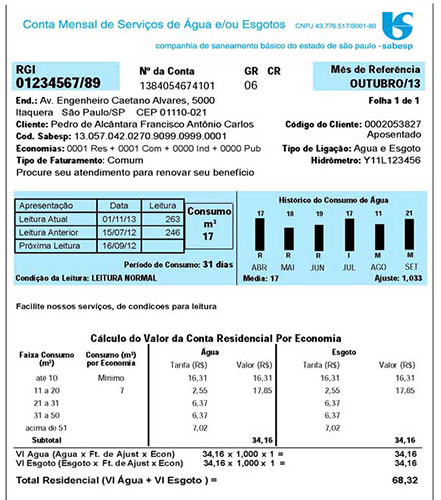 Conta Mensal de Serviços de Água e/ou Esgotos CNPJ 43.776.517/0001-80
companhia de saneamento básico do estado de são paulo - sabesp
RGI Nº da Conta GR CR Mês de Referência
01234567/89 1384054674101 06 OUTUBRO/13
End.: Av. Engenheiro Caetano Alvares, 5000 Folha 1 de 1
Itaquera São Paulo/SP CEP 01110-021
Cliente: Pedro de Alcântara Francisco Antônio Carlos Código do Cliente: 0002053827
Cod. Sabesp: 13.057.042.0270.9099.0999.0001 Aposentado
Economias: 0001 Res + 0001 Com + 0000 Ind + 0000 Pub Tipo de Ligação: Agua e Esgoto
Tipo de Faturamento: Comum Hidrômetro: Y11L123456
Procure seu atendimento para renovar seu benefício
Apresentação Data Leitura Consumo m³ 17
Leitura Atual 01/11/13 263
Leitura Anterior 15/07/12 246
Próxima Leitura 16/09/12
Período de Consumo: 31 dias
Condição da Leitura: LEITURA NORMAL
Histórico do Consumo de Água
17 18 19 17 11 21
R R R I M M
ABR MAI JUN JUL AGO SET
Média: 17 Ajuste: 1,033
Facilite nossos serviços, de condicoes para leitura
Cálculo do Valor da Conta Residencial Por Economia
Faixa Consumo (m³) Consumo (m³) por Economia Água Esgoto
Tarifa (R$) Valor (R$) Tarifa (R$) Valor (R$)
até 10 Mínimo 16,31 16,31 16,31 16,31
11 a 20 7 2,55 17,85 2,55 17,85
21 a 31 6,37 6,37
31 a 50 6,37 6,37
acima de 51 7,02 7,02
Subtotal 34,16 34,16
Vl Agua (Agua x Ft. de Ajust x Econ) 34,16 x 1,000 x 1 = 34,16
Vl Esgoto (Esgoto x Ft. de Ajust x Econ) 34,16 x 1,000 x 1 = 34,16
Total Residencial (Vl Água + Vl Esgoto ) = 68,32